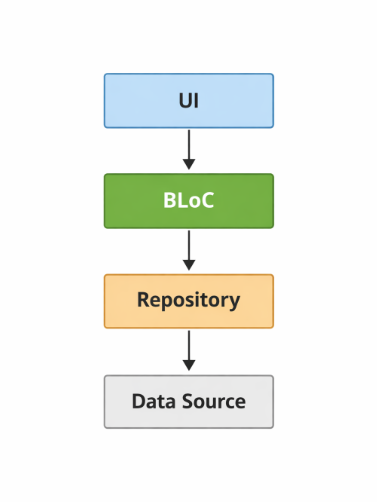 UI
BLoC
Repository
Data Source